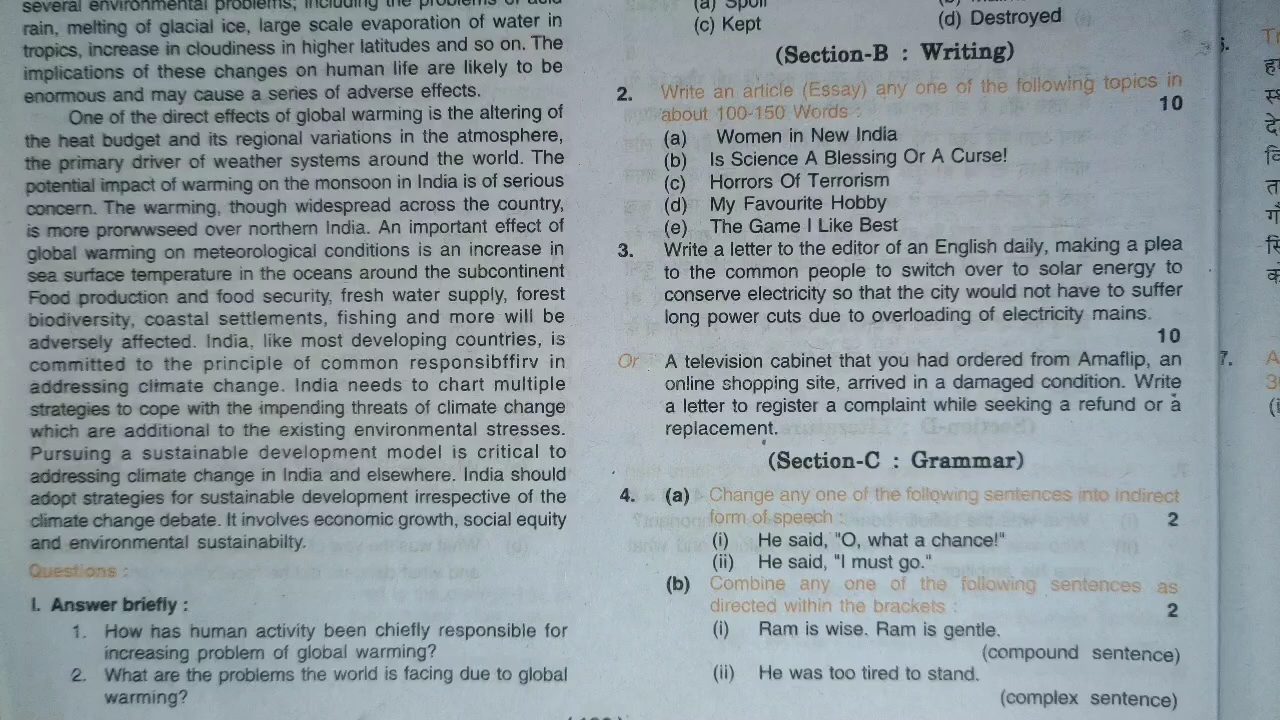 several environmental problems, including the problems of acid
rain, melting of glacial ice, large scale evaporation of water in
tropics, increase in cloudiness in higher latitudes and so on. The
implications of these changes on human life are likely to be
enormous and may cause a series of adverse effects.
One of the direct effects of global warming is the altering of
the heat budget and its regional variations in the atmosphere,
the primary driver of weather systems around the world. The
potential impact of warming on the monsoon in India is of serious
concern. The warming, though widespread across the country,
is more prorwwseed over northern India. An important effect of
global warming on meteorological conditions is an increase in
sea surface temperature in the oceans around the subcontinent
Food production and food security, fresh water supply, forest
biodiversity, coastal settlements, fishing and more will be
adversely affected. India, like most developing countries, is
committed to the principle of common responsibffirv in
addressing climate change. India needs to chart multiple
strategies to cope with the impending threats of climate change
which are additional to the existing environmental stresses.
Pursuing a sustainable development model is critical to
addressing climate change in India and elsewhere. India should
adopt strategies for sustainable development irrespective of the
climate change debate. It involves economic growth, social equity
and environmental sustainabilty.
Questions :
I. Answer briefly :
1. How has human activity been chiefly responsible for
increasing problem of global warming?
2. What are the problems the world is facing due to global
warming?
(a) Spoil
(c) Kept (d) Destroyed
(Section-B : Writing)
2. Write an article (Essay) any one of the following topics in
about 100-150 Words : 10
(a) Women in New India
(b) Is Science A Blessing Or A Curse!
(c) Horrors Of Terrorism
(d) My Favourite Hobby
(e) The Game I Like Best
3. Write a letter to the editor of an English daily, making a plea
to the common people to switch over to solar energy to
conserve electricity so that the city would not have to suffer
long power cuts due to overloading of electricity mains.
10
Or A television cabinet that you had ordered from Amaflip, an
online shopping site, arrived in a damaged condition. Write
a letter to register a complaint while seeking a refund or a
replacement.
(Section-C : Grammar)
4. (a) Change any one of the following sentences into indirect
form of speech : 2
(i) He said, "O, what a chance!"
(ii) He said, "I must go."
(b) Combine any one of the following sentences as
directed within the brackets : 2
(i) Ram is wise. Ram is gentle.
(compound sentence)
(ii) He was too tired to stand.
(complex sentence)
7.